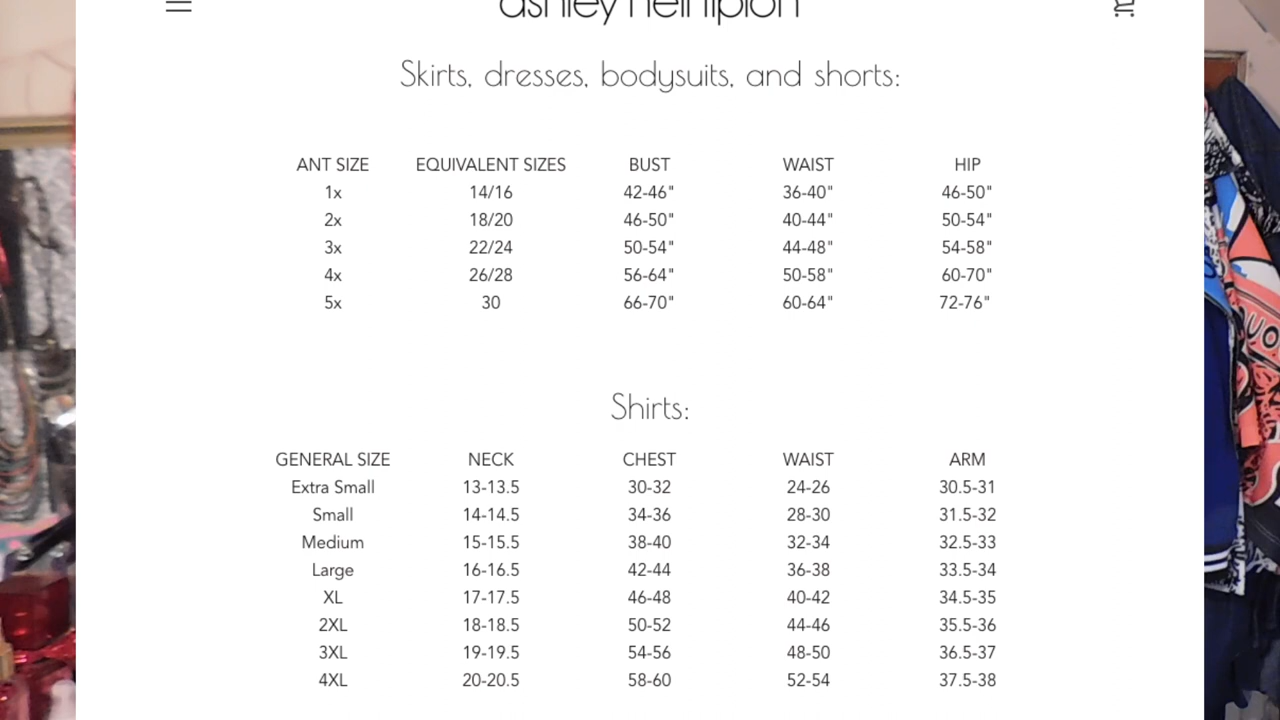 Skirts, dresses, bodysuits, and shorts:
ANT SIZE EQUIVALENT SIZES BUST WAIST HIP
1x 14/16 42-46" 36-40" 46-50"
2x 18/20 46-50" 40-44" 50-54"
3x 22/24 50-54" 44-48" 54-58"
4x 26/28 56-64" 50-58" 60-70"
5x 30 66-70" 60-64" 72-76"
Shirts:
GENERAL SIZE NECK CHEST WAIST ARM
Extra Small 13-13.5 30-32 24-26 30.5-31
Small 14-14.5 34-36 28-30 31.5-32
Medium 15-15.5 38-40 32-34 32.5-33
Large 16-16.5 42-44 36-38 33.5-34
XL 17-17.5 46-48 40-42 34.5-35
2XL 18-18.5 50-52 44-46 35.5-36
3XL 19-19.5 54-56 48-50 36.5-37
4XL 20-20.5 58-60 52-54 37.5-38